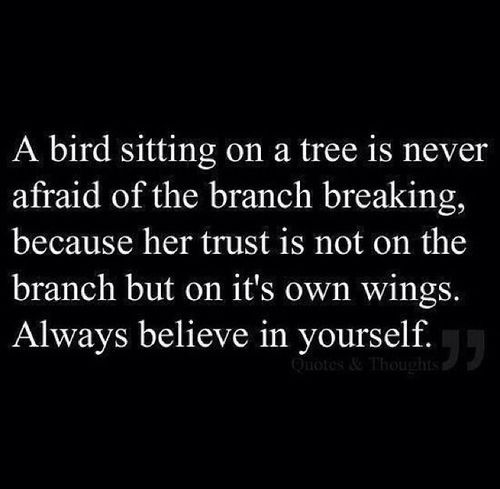 A bird sitting on a tree is never
afraid of the branch breaking,
because her trust is not on the
branch but on it's own wings.
Always believe in yourself.
Quotes & Thoughts ”